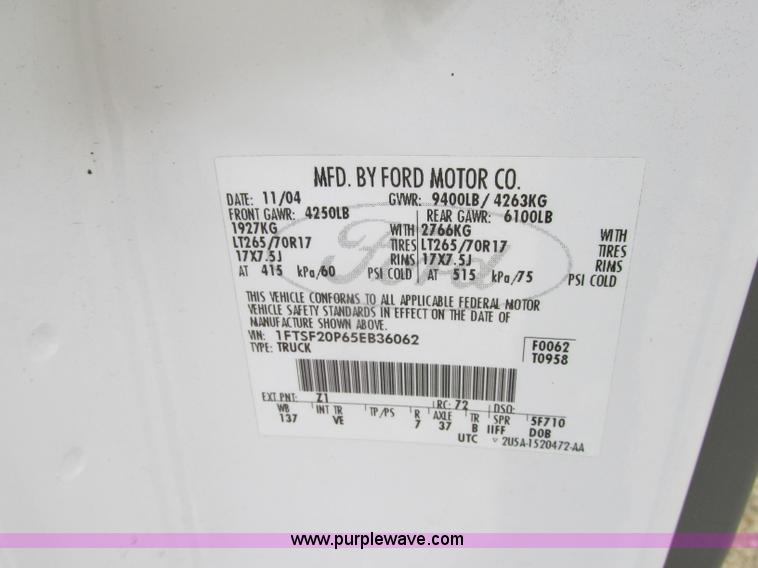 MFD. BY FORD MOTOR CO.
DATE: 11/04 GVWR: 9400LB/ 4263KG
FRONT GAWR: 4250LB REAR GAWR: 6100LB
1927KG WITH 2766KG WITH
LT265/70R17 TIRES LT265/70R17 TIRES
17X7.5J RIMS 17X7.5J RIMS
AT 415 kPa/60 PSI COLD AT 515 kPa/75 PSI COLD
Ford
THIS VEHICLE CONFORMS TO ALL APPLICABLE FEDERAL MOTOR
VEHICLE SAFETY STANDARDS IN EFFECT ON THE DATE OF
MANUFACTURE SHOWN ABOVE.
VIN: 1FTSF20P65EB36062 F0062
TYPE: TRUCK T0958
EXT PNT: Z1 RC: 72 DSO:
WB INT TR TP/PS R AXLE TR SPR 5F710
137 VE 7 37 B IIFF DOB
UTC 2U5A-1520472-AA
www.purplewave.com